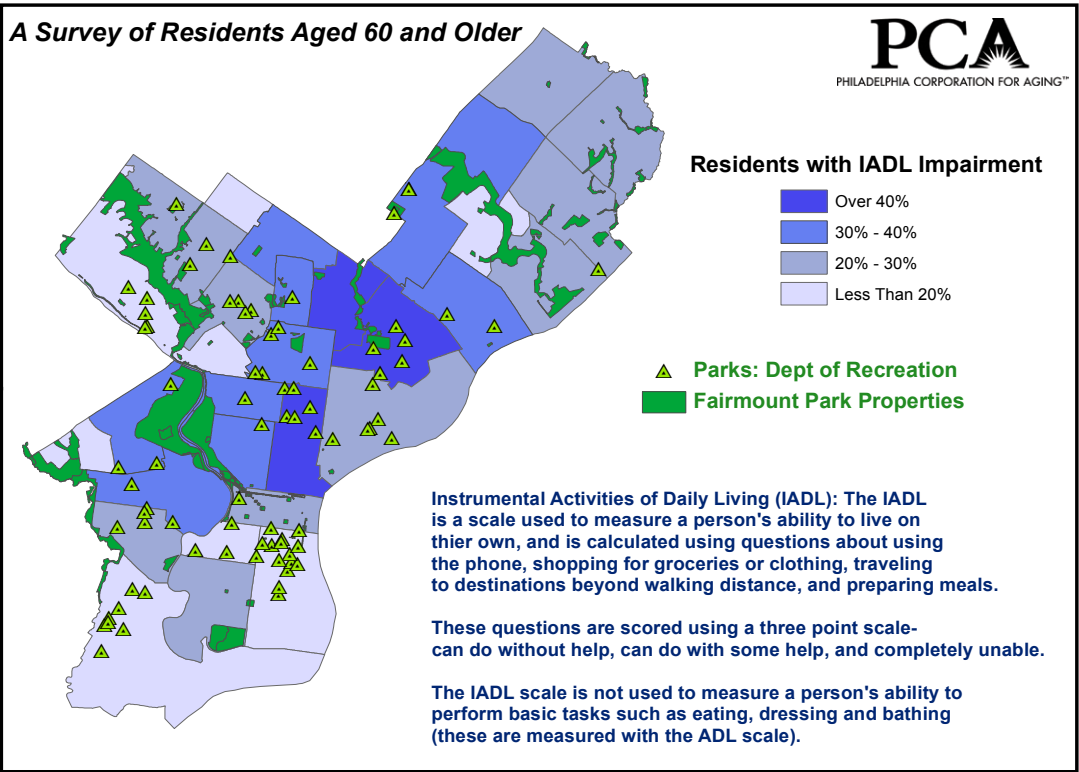 A Survey of Residents Aged 60 and Older
PCA
PHILADELPHIA CORPORATION FOR AGING™
Residents with IADL Impairment
Over 40%
30% - 40%
20% - 30%
Less Than 20%
Parks: Dept of Recreation
Fairmount Park Properties
Instrumental Activities of Daily Living (IADL): The IADL
is a scale used to measure a person's ability to live on
thier own, and is calculated using questions about using
the phone, shopping for groceries or clothing, traveling
to destinations beyond walking distance, and preparing meals.
These questions are scored using a three point scale-
can do without help, can do with some help, and completely unable.
The IADL scale is not used to measure a person's ability to
perform basic tasks such as eating, dressing and bathing
(these are measured with the ADL scale).